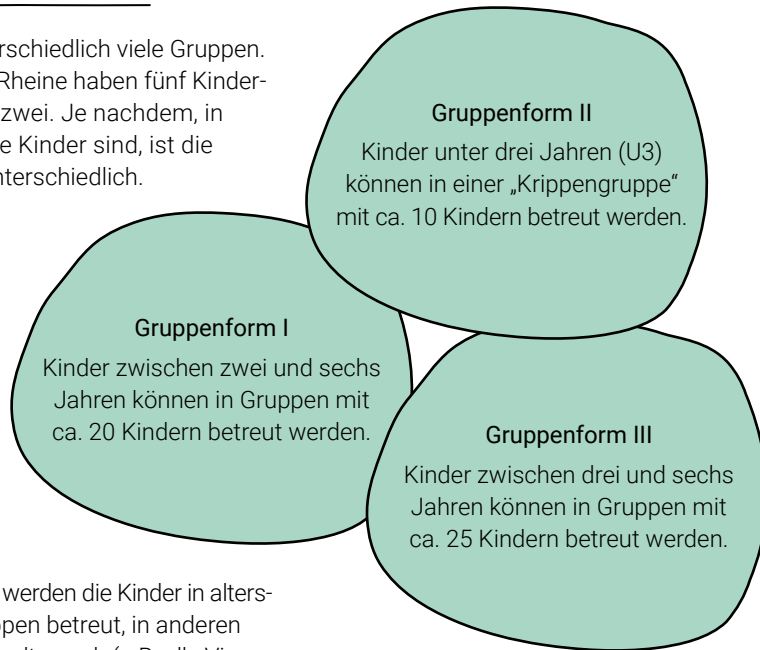 rschiedlich viele Gruppen.
Rheine haben fünf Kinder-
zwei. Je nachdem, in
e Kinder sind, ist die
nterschiedlich.
Gruppenform II
Kinder unter drei Jahren (U3)
können in einer „Krippengruppe“
mit ca. 10 Kindern betreut werden.
Gruppenform I
Kinder zwischen zwei und sechs
Jahren können in Gruppen mit
ca. 20 Kindern betreut werden.
Gruppenform III
Kinder zwischen drei und sechs
Jahren können in Gruppen mit
ca. 25 Kindern betreut werden.
werden die Kinder in alters-
ppen betreut, in anderen